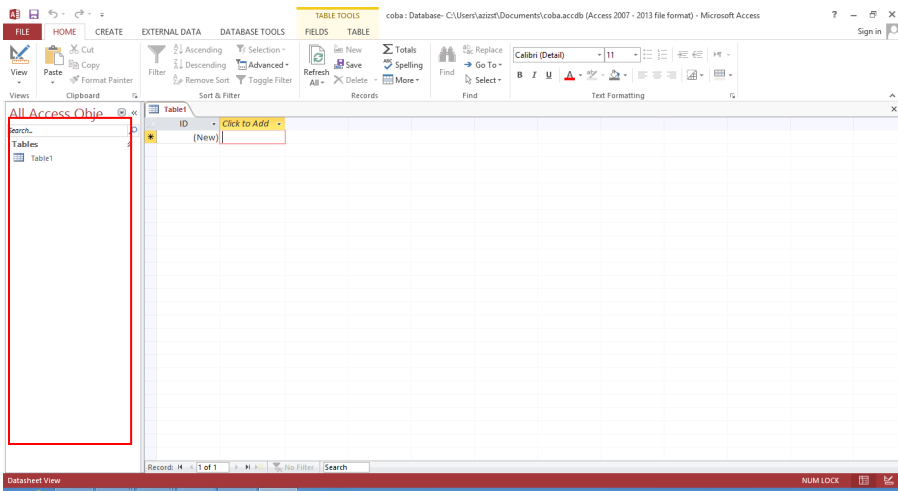 TABLE TOOLS
coba : Database- C:\Users\azizst\Documents\coba.accdb (Access 2007 - 2013 file format) - Microsoft Access
FILE HOME CREATE EXTERNAL DATA DATABASE TOOLS FIELDS TABLE Sign in
View
Paste
Cut
Copy
Format Painter
Filter
Ascending
Descending
Remove Sort
Selection
Advanced
Toggle Filter
Refresh All
New
Save
Delete
Totals
Spelling
More
Find
Replace
Go To
Select
Calibri (Detail) 11
B I U A
Views Clipboard Sort & Filter Records Find Text Formatting
All Access Obje
Search..
Tables
Table1
Table1
ID Click to Add
(New)
Record: 1 of 1 No Filter Search
Datasheet View NUM LOCK